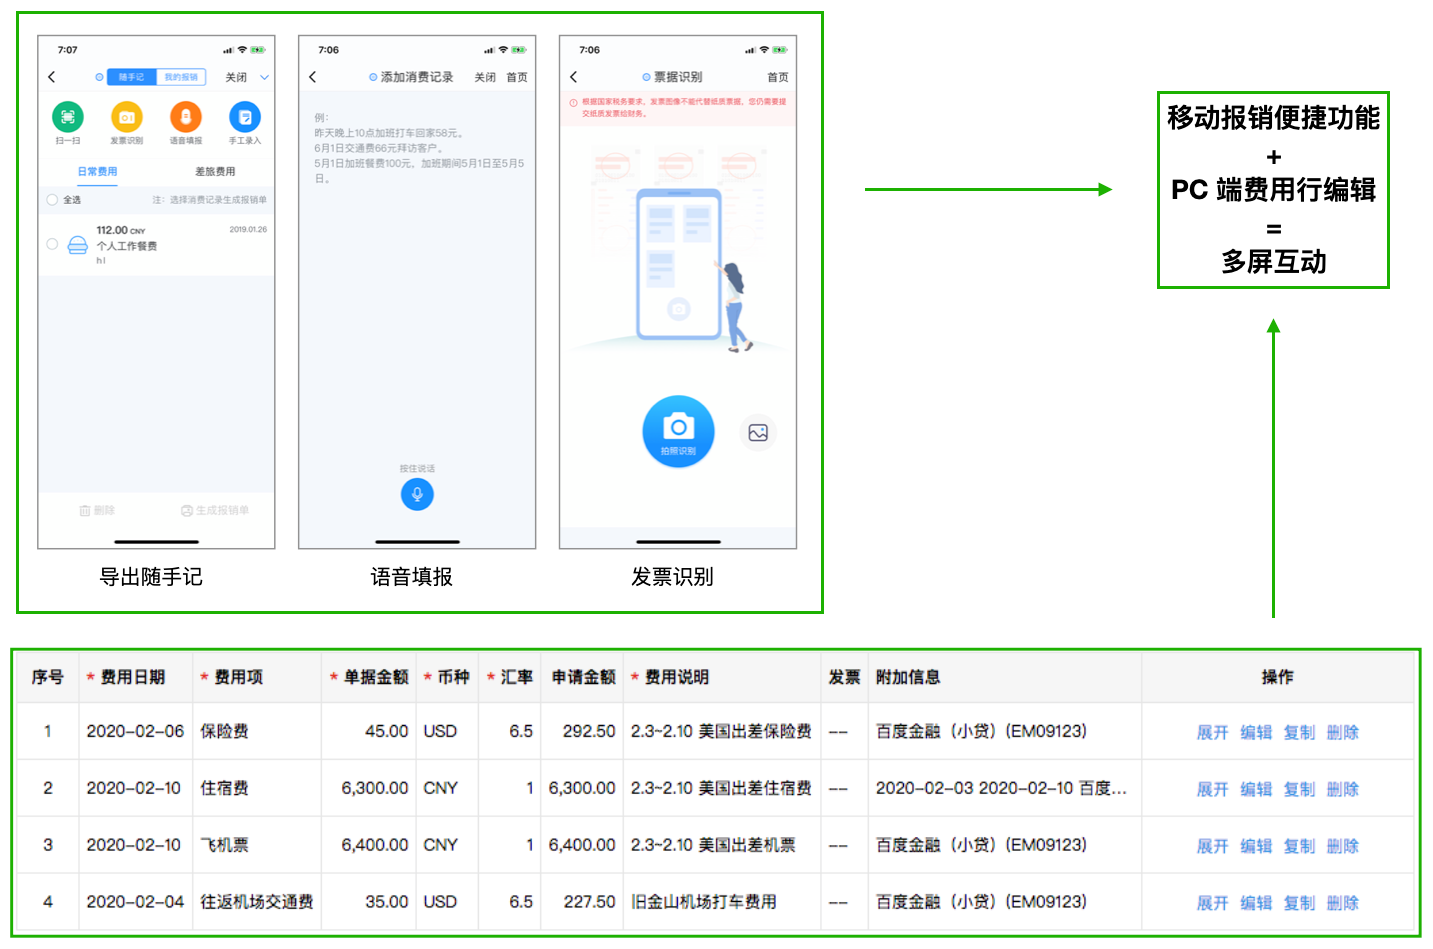 7:07
随手记 我的报销 关闭
扫一扫 发票识别 语音填报 手工录入
日常费用 差旅费用
全选 注：选择消费记录生成报销单
112.00 CNY 2019.01.26
个人工作餐费
hl
删除 生成报销单
导出随手记
7:06
添加消费记录 关闭 首页
例：
昨天晚上10点加班打车回家58元。
6月1日交通费66元拜访客户。
5月1日加班餐费100元，加班期间5月1日至5月5
日。
按住说话
语音填报
7:06
票据识别 首页
根据国家税务要求，发票图像不能代替纸质票据，您仍需要提
交纸质发票给财务。
拍照识别
发票识别
移动报销便捷功能
+
PC 端费用行编辑
=
多屏互动
序号 * 费用日期 * 费用项 * 单据金额 * 币种 * 汇率 申请金额 * 费用说明 发票 附加信息 操作
1 2020-02-06 保险费 45.00 USD 6.5 292.50 2.3~2.10 美国出差保险费 -- 百度金融（小贷）(EM09123) 展开 编辑 复制 删除
2 2020-02-10 住宿费 6,300.00 CNY 1 6,300.00 2.3~2.10 美国出差住宿费 -- 2020-02-03 2020-02-10 百度... 展开 编辑 复制 删除
3 2020-02-10 飞机票 6,400.00 CNY 1 6,400.00 2.3~2.10 美国出差机票 -- 百度金融（小贷）(EM09123) 展开 编辑 复制 删除
4 2020-02-04 往返机场交通费 35.00 USD 6.5 227.50 旧金山机场打车费用 -- 百度金融（小贷）(EM09123) 展开 编辑 复制 删除